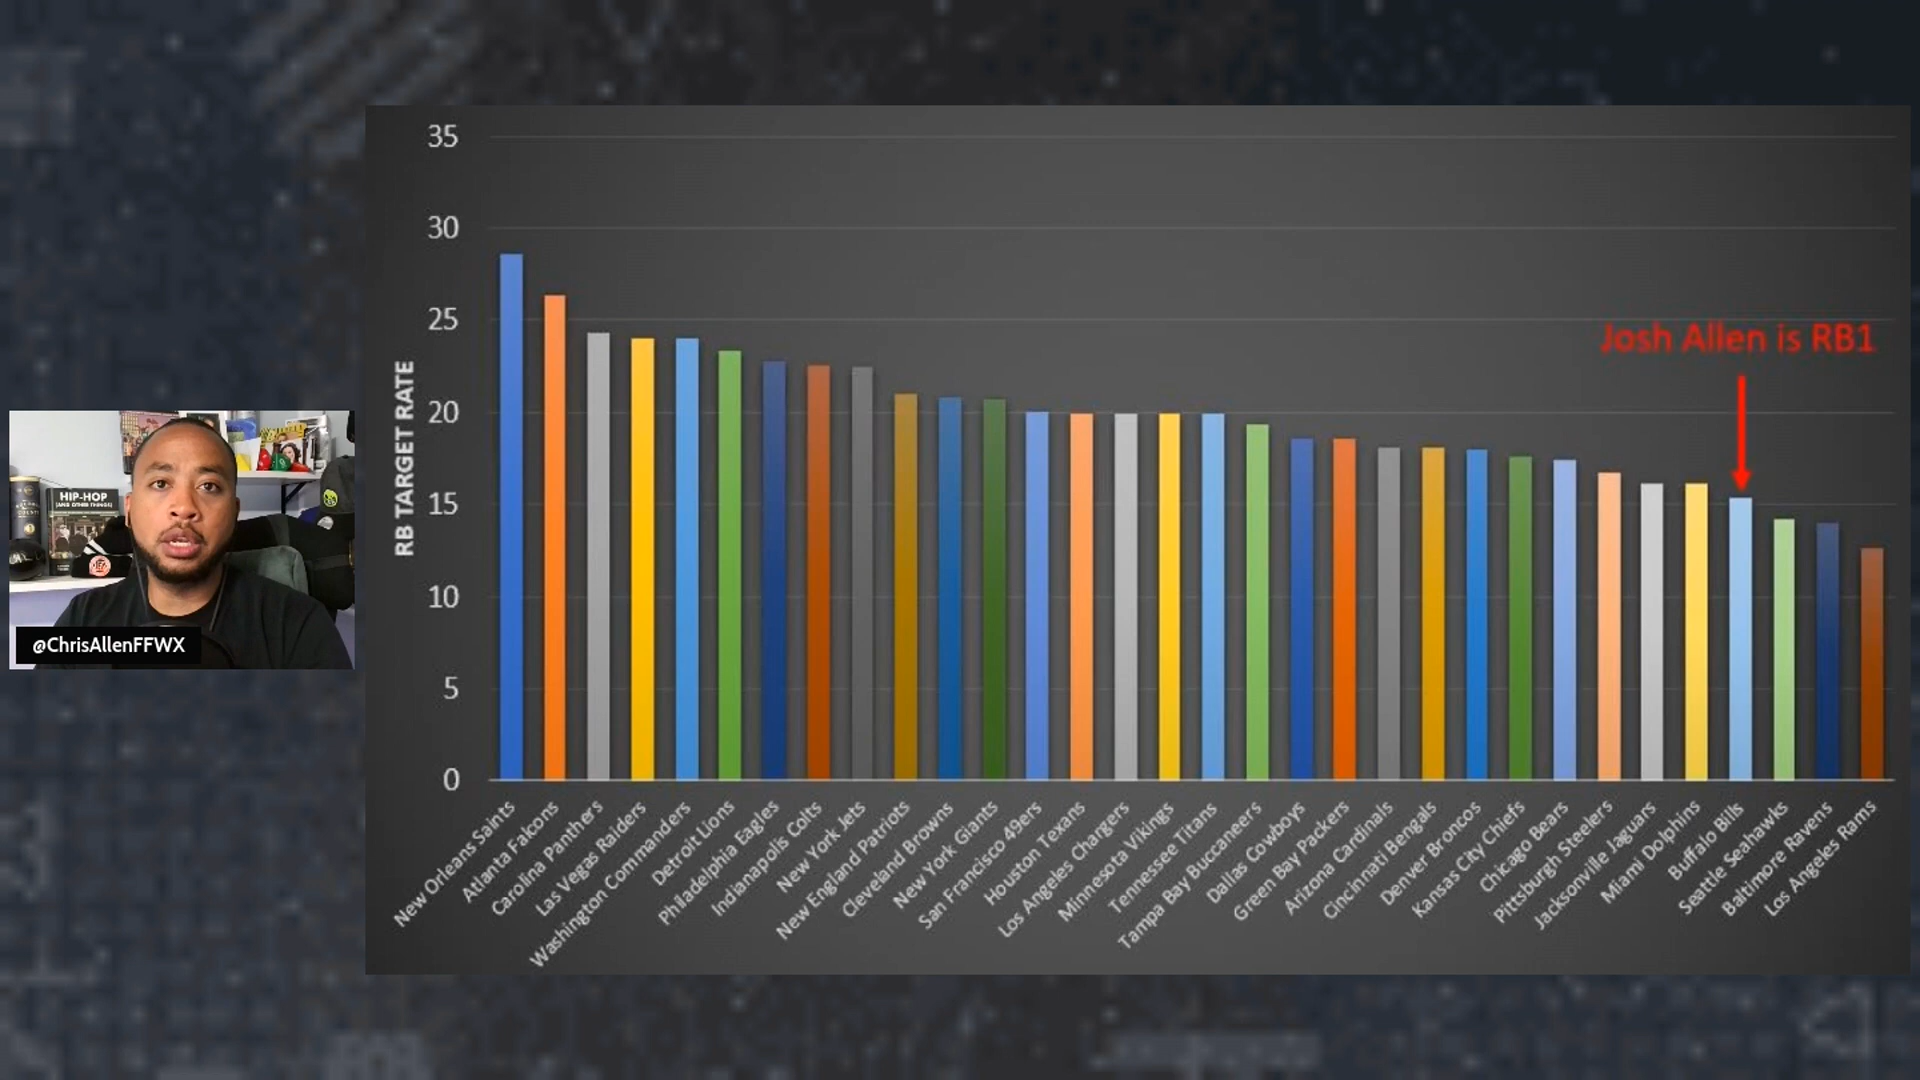 35
30
25
20
15
10
5
0
RB TARGET RATE
Josh Allen is RB1
HIP-HOP
(AND OTHER THINGS)
@ChrisAllenFFWX
New Orleans Saints
Atlanta Falcons
Carolina Panthers
Las Vegas Raiders
Washington Commanders
Detroit Lions
Philadelphia Eagles
Indianapolis Colts
New York Jets
New England Patriots
Cleveland Browns
New York Giants
San Francisco 49ers
Houston Texans
Los Angeles Chargers
Minnesota Vikings
Tennessee Titans
Tampa Bay Buccaneers
Dallas Cowboys
Green Bay Packers
Arizona Cardinals
Cincinnati Bengals
Denver Broncos
Kansas City Chiefs
Chicago Bears
Pittsburgh Steelers
Jacksonville Jaguars
Miami Dolphins
Buffalo Bills
Seattle Seahawks
Baltimore Ravens
Los Angeles Rams